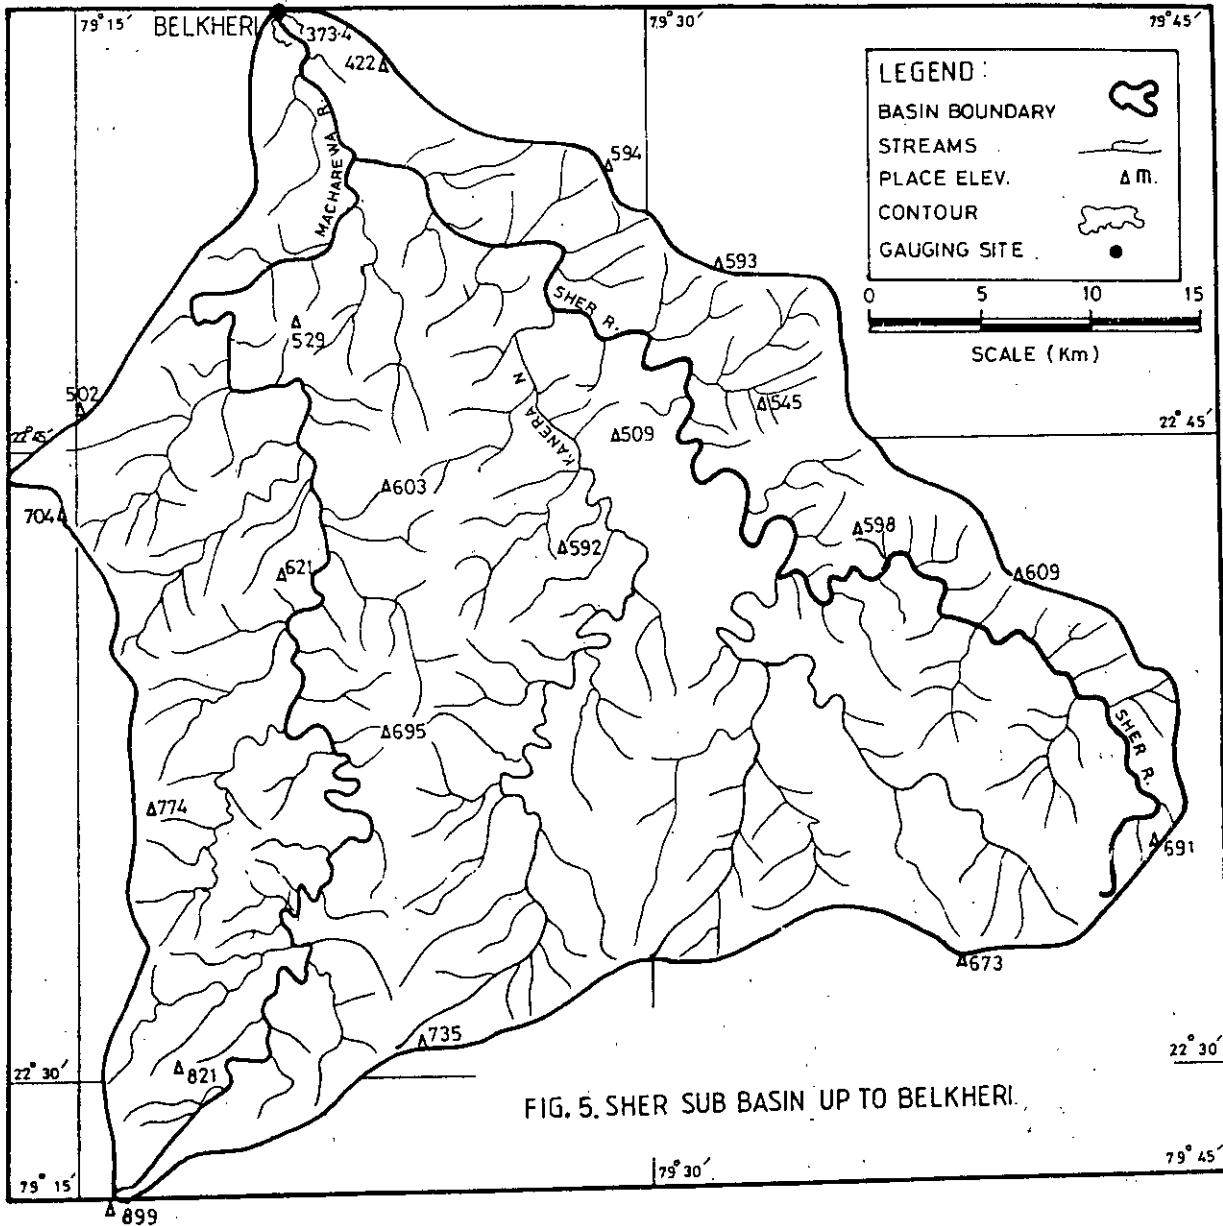 79° 15′
BELKHERI
373.4
422
79° 30′
79° 45′
LEGEND :
BASIN BOUNDARY
STREAMS
PLACE ELEV. Δ m.
CONTOUR
GAUGING SITE
0 5 10 15
SCALE (Km)
MACHAREWA R.
594
593
SHER R.
529
502
545
22° 45′
22° 45′
509
KANERA N
603
704
598
592
621
609
695
SHER R.
774
691
673
735
22° 30′
22° 30′
821
FIG. 5. SHER SUB BASIN UP TO BELKHERI.
79° 15′
79° 30′
79° 45′
899